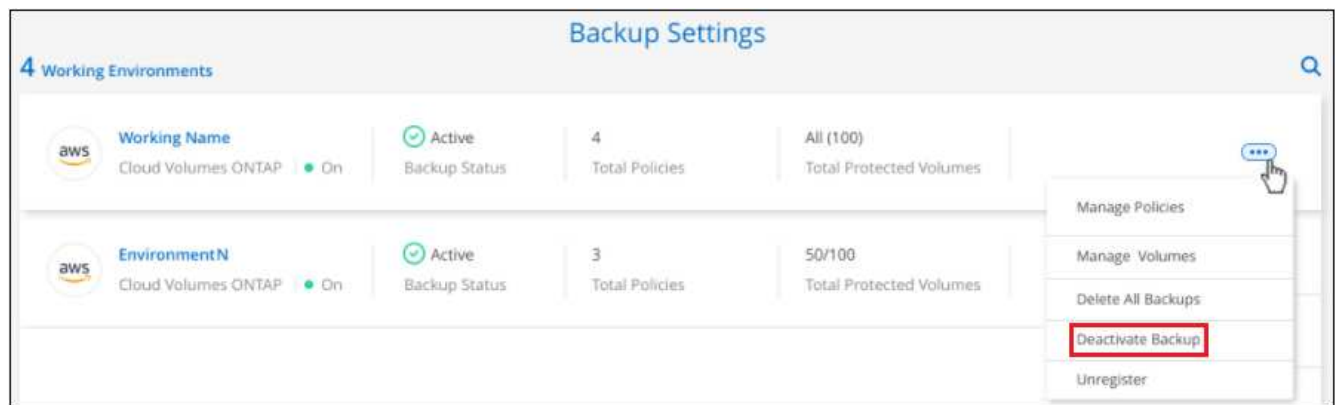 Backup Settings
4 Working Environments
aws
Working Name
Cloud Volumes ONTAP
On
Active
Backup Status
4
Total Policies
All (100)
Total Protected Volumes
Manage Policies
aws
EnvironmentN
Cloud Volumes ONTAP
On
Active
Backup Status
3
Total Policies
50/100
Total Protected Volumes
Manage Volumes
Delete All Backups
Deactivate Backup
Unregister